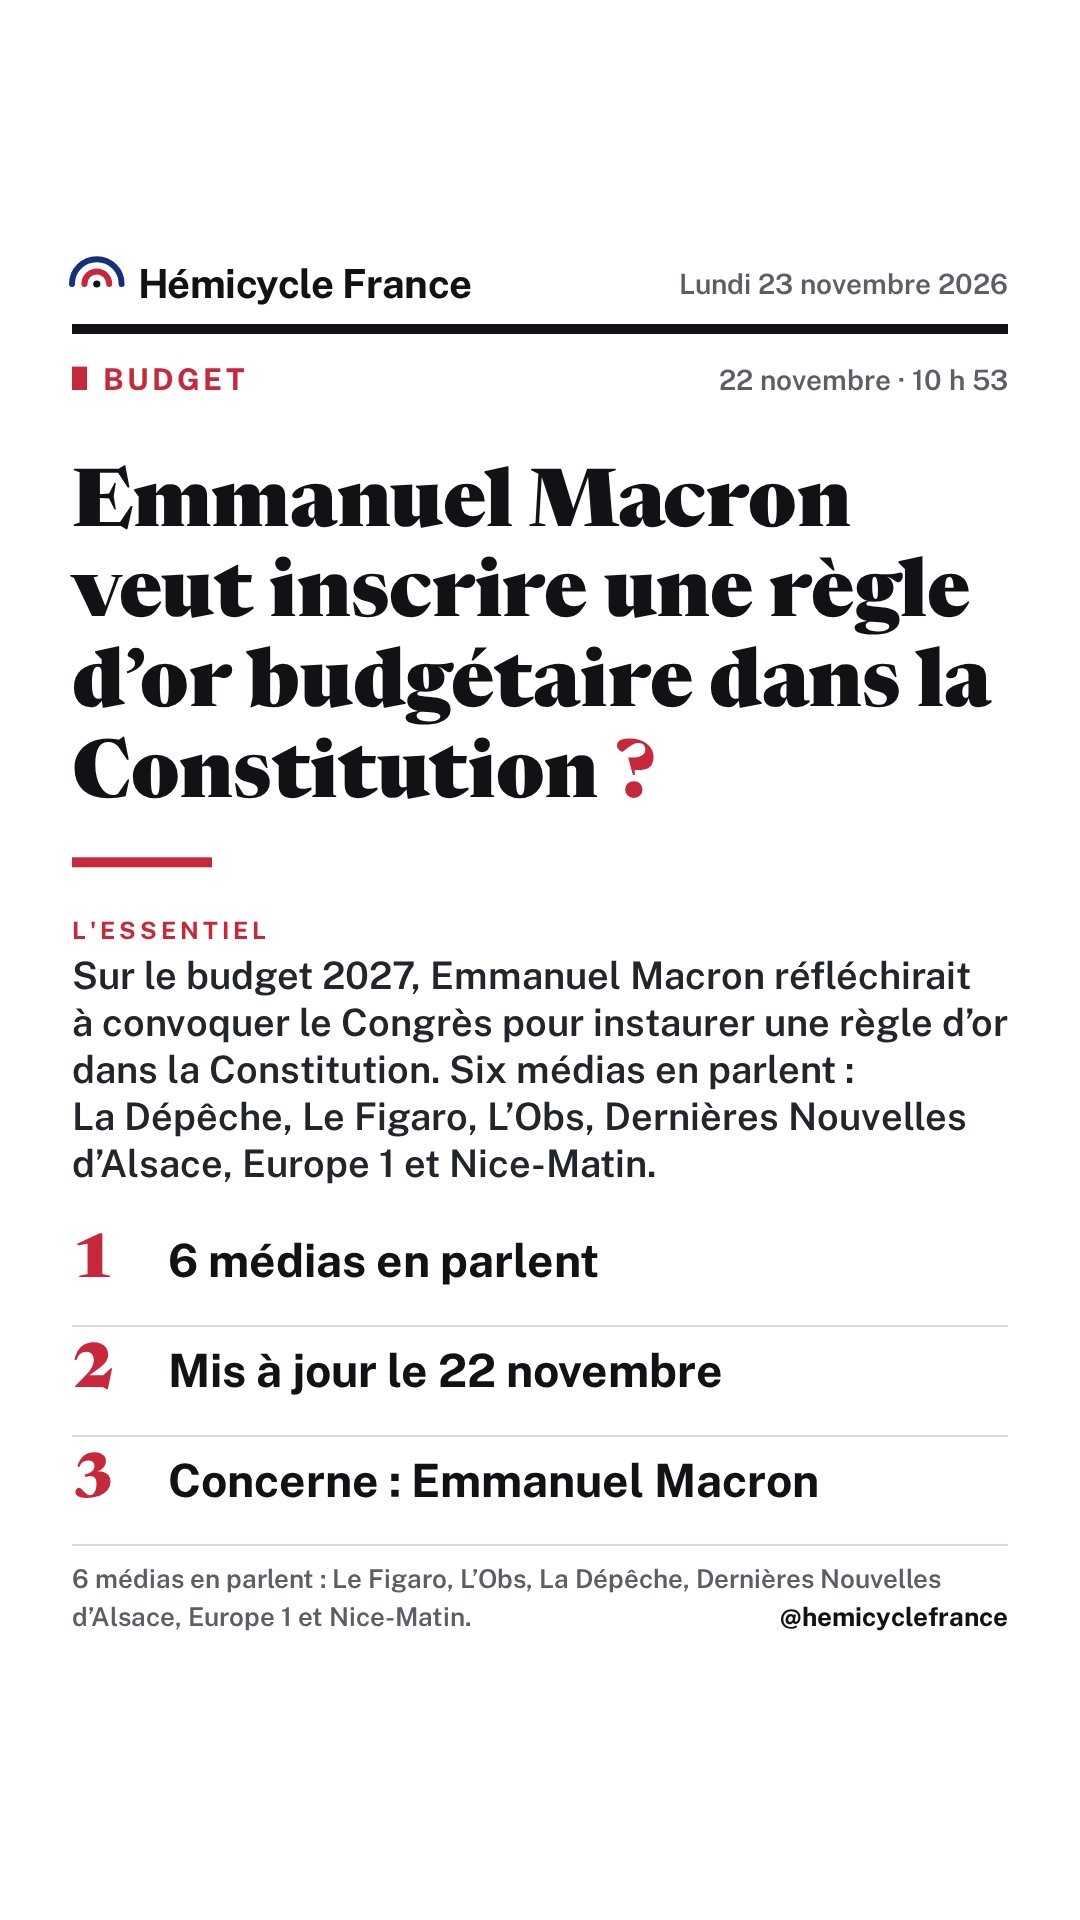 Hémicycle France
Lundi 23 novembre 2026
BUDGET
22 novembre · 10 h 53
Emmanuel Macron
veut inscrire une règle
d’or budgétaire dans la
Constitution ?
L'ESSENTIEL
Sur le budget 2027, Emmanuel Macron réfléchirait
à convoquer le Congrès pour instaurer une règle d’or
dans la Constitution. Six médias en parlent :
La Dépêche, Le Figaro, L’Obs, Dernières Nouvelles
d’Alsace, Europe 1 et Nice-Matin.
1 6 médias en parlent
2 Mis à jour le 22 novembre
3 Concerne : Emmanuel Macron
6 médias en parlent : Le Figaro, L’Obs, La Dépêche, Dernières Nouvelles
d’Alsace, Europe 1 et Nice-Matin.
@hemicyclefrance